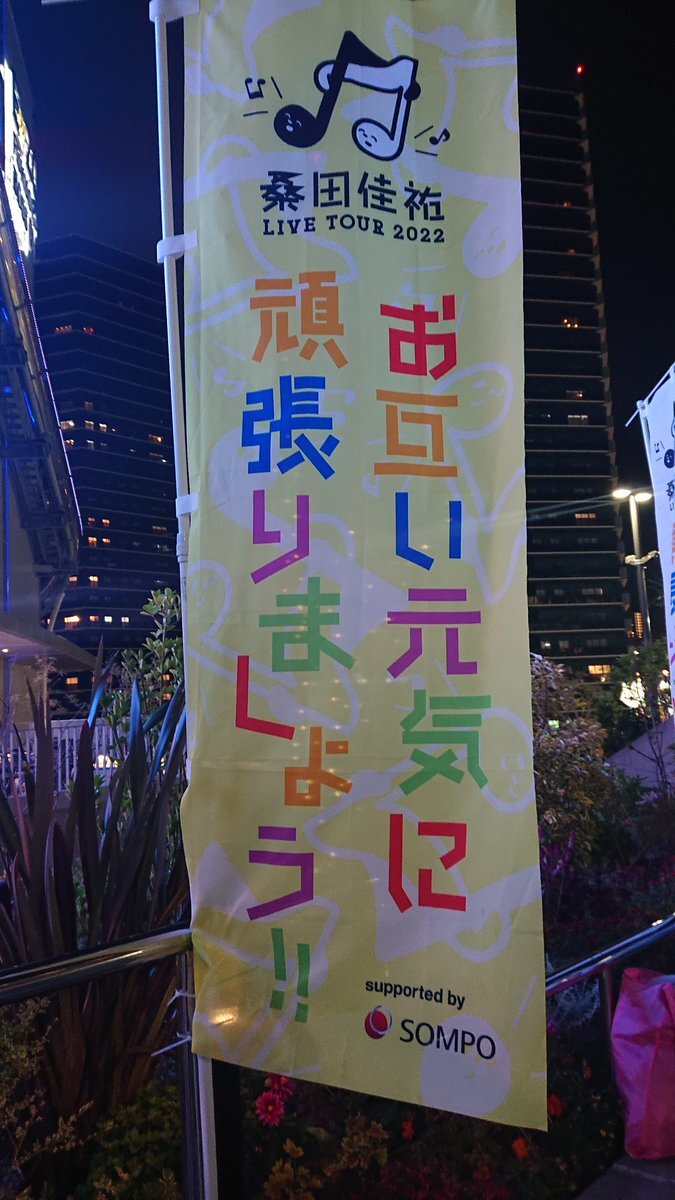 桑田佳祐
LIVE TOUR 2022
お互い元気に
頑張りましょう!!
supported by
SOMPO